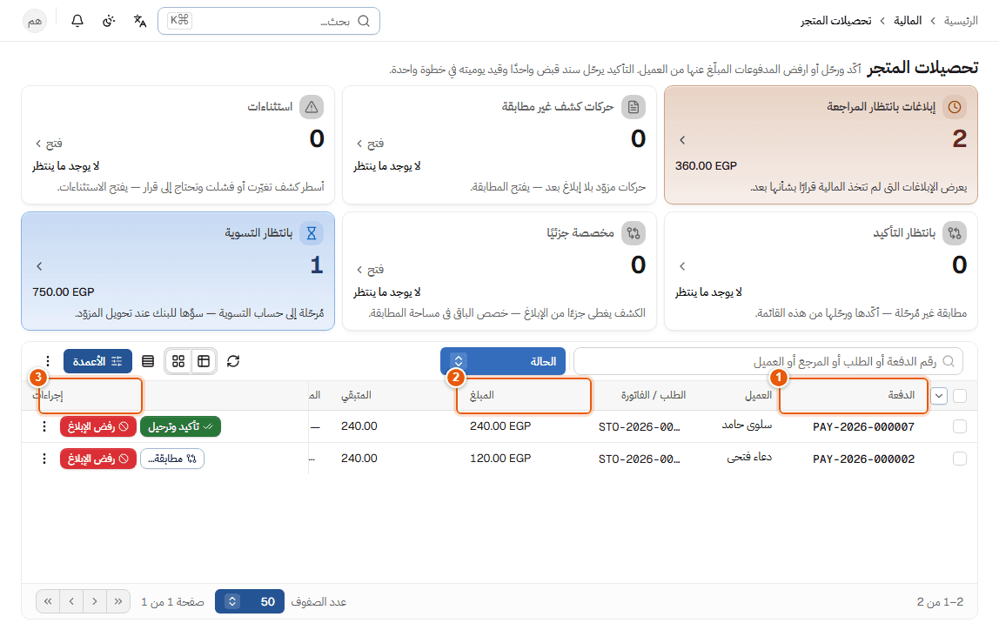 الرئيسية > المالية > تحصيلات المتجر
بحث...
⌘K
هم
تحصيلات المتجر
أكّد ورحّل أو ارفض المدفوعات المبلّغ عنها من العميل. التأكيد يرحّل سند قبض واحدًا وقيد يوميته في خطوة واحدة.
إبلاغات بانتظار المراجعة
2
360.00 EGP
يعرض الإبلاغات التي لم تتخذ المالية قرارًا بشأنها بعد.
حركات كشف غير مطابقة
0
فتح
لا يوجد ما ينتظر
حركات مزوّد بلا إبلاغ بعد — يفتح المطابقة.
استثناءات
0
فتح
لا يوجد ما ينتظر
أسطر كشف تغيّرت أو فشلت وتحتاج إلى قرار — يفتح الاستثناءات.
بانتظار التأكيد
0
لا يوجد ما ينتظر
مطابقة غير مُرحّلة — أكّدها ورحّلها من هذه القائمة.
مخصصة جزئيًا
0
فتح
لا يوجد ما ينتظر
الكشف يغطي جزءًا من الإبلاغ — خصص الباقي في مساحة المطابقة.
بانتظار التسوية
1
750.00 EGP
مُرحّلة إلى حساب التسوية — سوّها للبنك عند تحويل المزوّد.
رقم الدفعة أو الطلب أو المرجع أو العميل
الحالة
الأعمدة
1
2
3
الدفعة
العميل
الطلب / الفاتورة
المبلغ
المتبقي
الم
إجراءات
PAY-2026-000007
سلوى حامد
STO-2026-00...
240.00 EGP
240.00
—
تأكيد وترحيل
رفض الإبلاغ
PAY-2026-000002
دعاء فتحي
STO-2026-00...
120.00 EGP
240.00
...
مطابقة...
رفض الإبلاغ
1–2 من 2
عدد الصفوف
50
صفحة 1 من 1